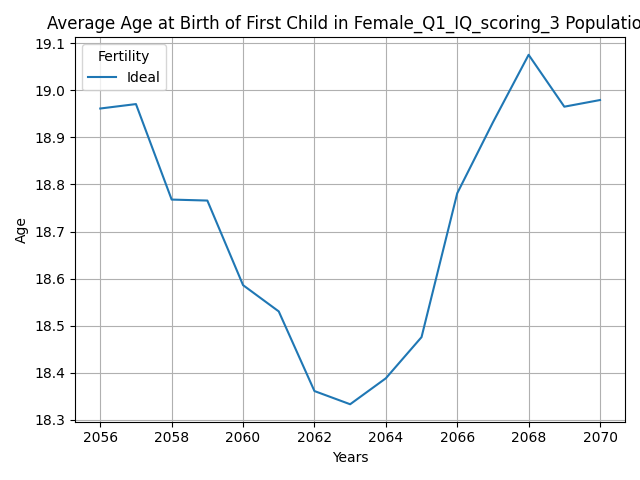 Average Age at Birth of First Child in Female_Q1_IQ_scoring_3 Populatio
19.1
19.0
18.9
18.8
18.7
18.6
18.5
18.4
18.3
Age
Fertility
Ideal
2056 2058 2060 2062 2064 2066 2068 2070
Years